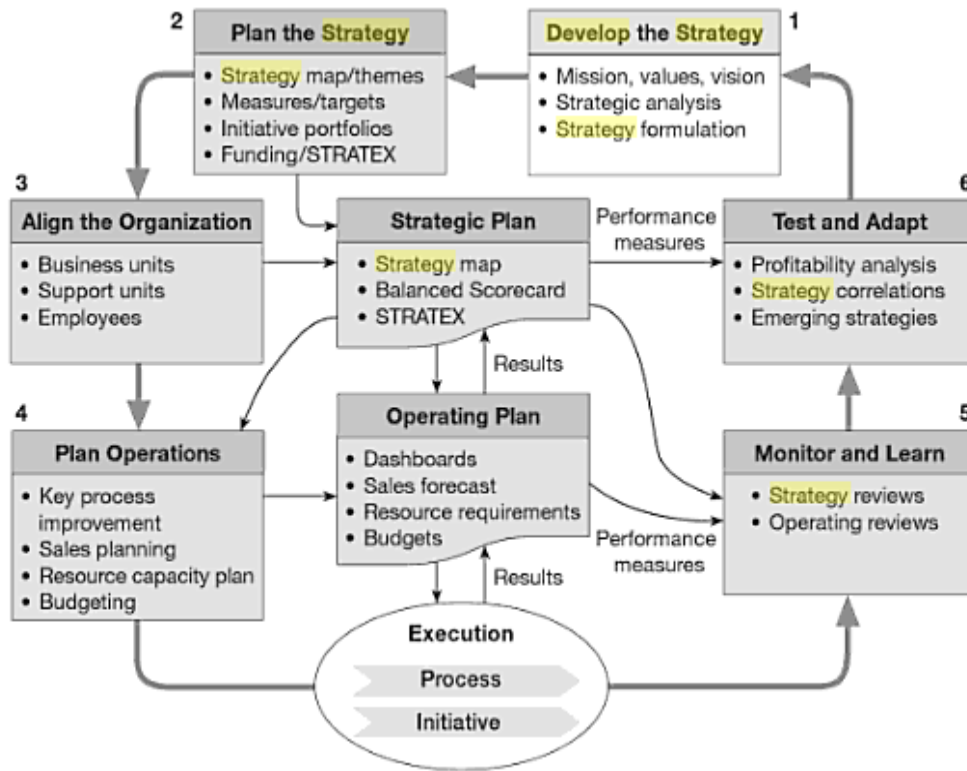 2
Plan the Strategy
• Strategy map/themes
• Measures/targets
• Initiative portfolios
• Funding/STRATEX
1
Develop the Strategy
• Mission, values, vision
• Strategic analysis
• Strategy formulation
3
Align the Organization
• Business units
• Support units
• Employees
Strategic Plan
• Strategy map
• Balanced Scorecard
• STRATEX
Performance
measures
6
Test and Adapt
• Profitability analysis
• Strategy correlations
• Emerging strategies
Results
4
Plan Operations
• Key process
improvement
• Sales planning
• Resource capacity plan
• Budgeting
Operating Plan
• Dashboards
• Sales forecast
• Resource requirements
• Budgets
Performance
measures
5
Monitor and Learn
• Strategy reviews
• Operating reviews
Results
Execution
Process
Initiative